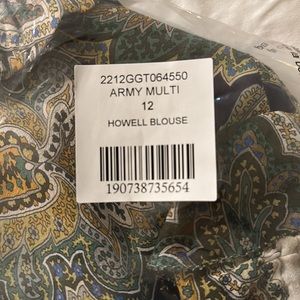 2212GGT064550
ARMY MULTI
12
HOWELL BLOUSE
190738735654